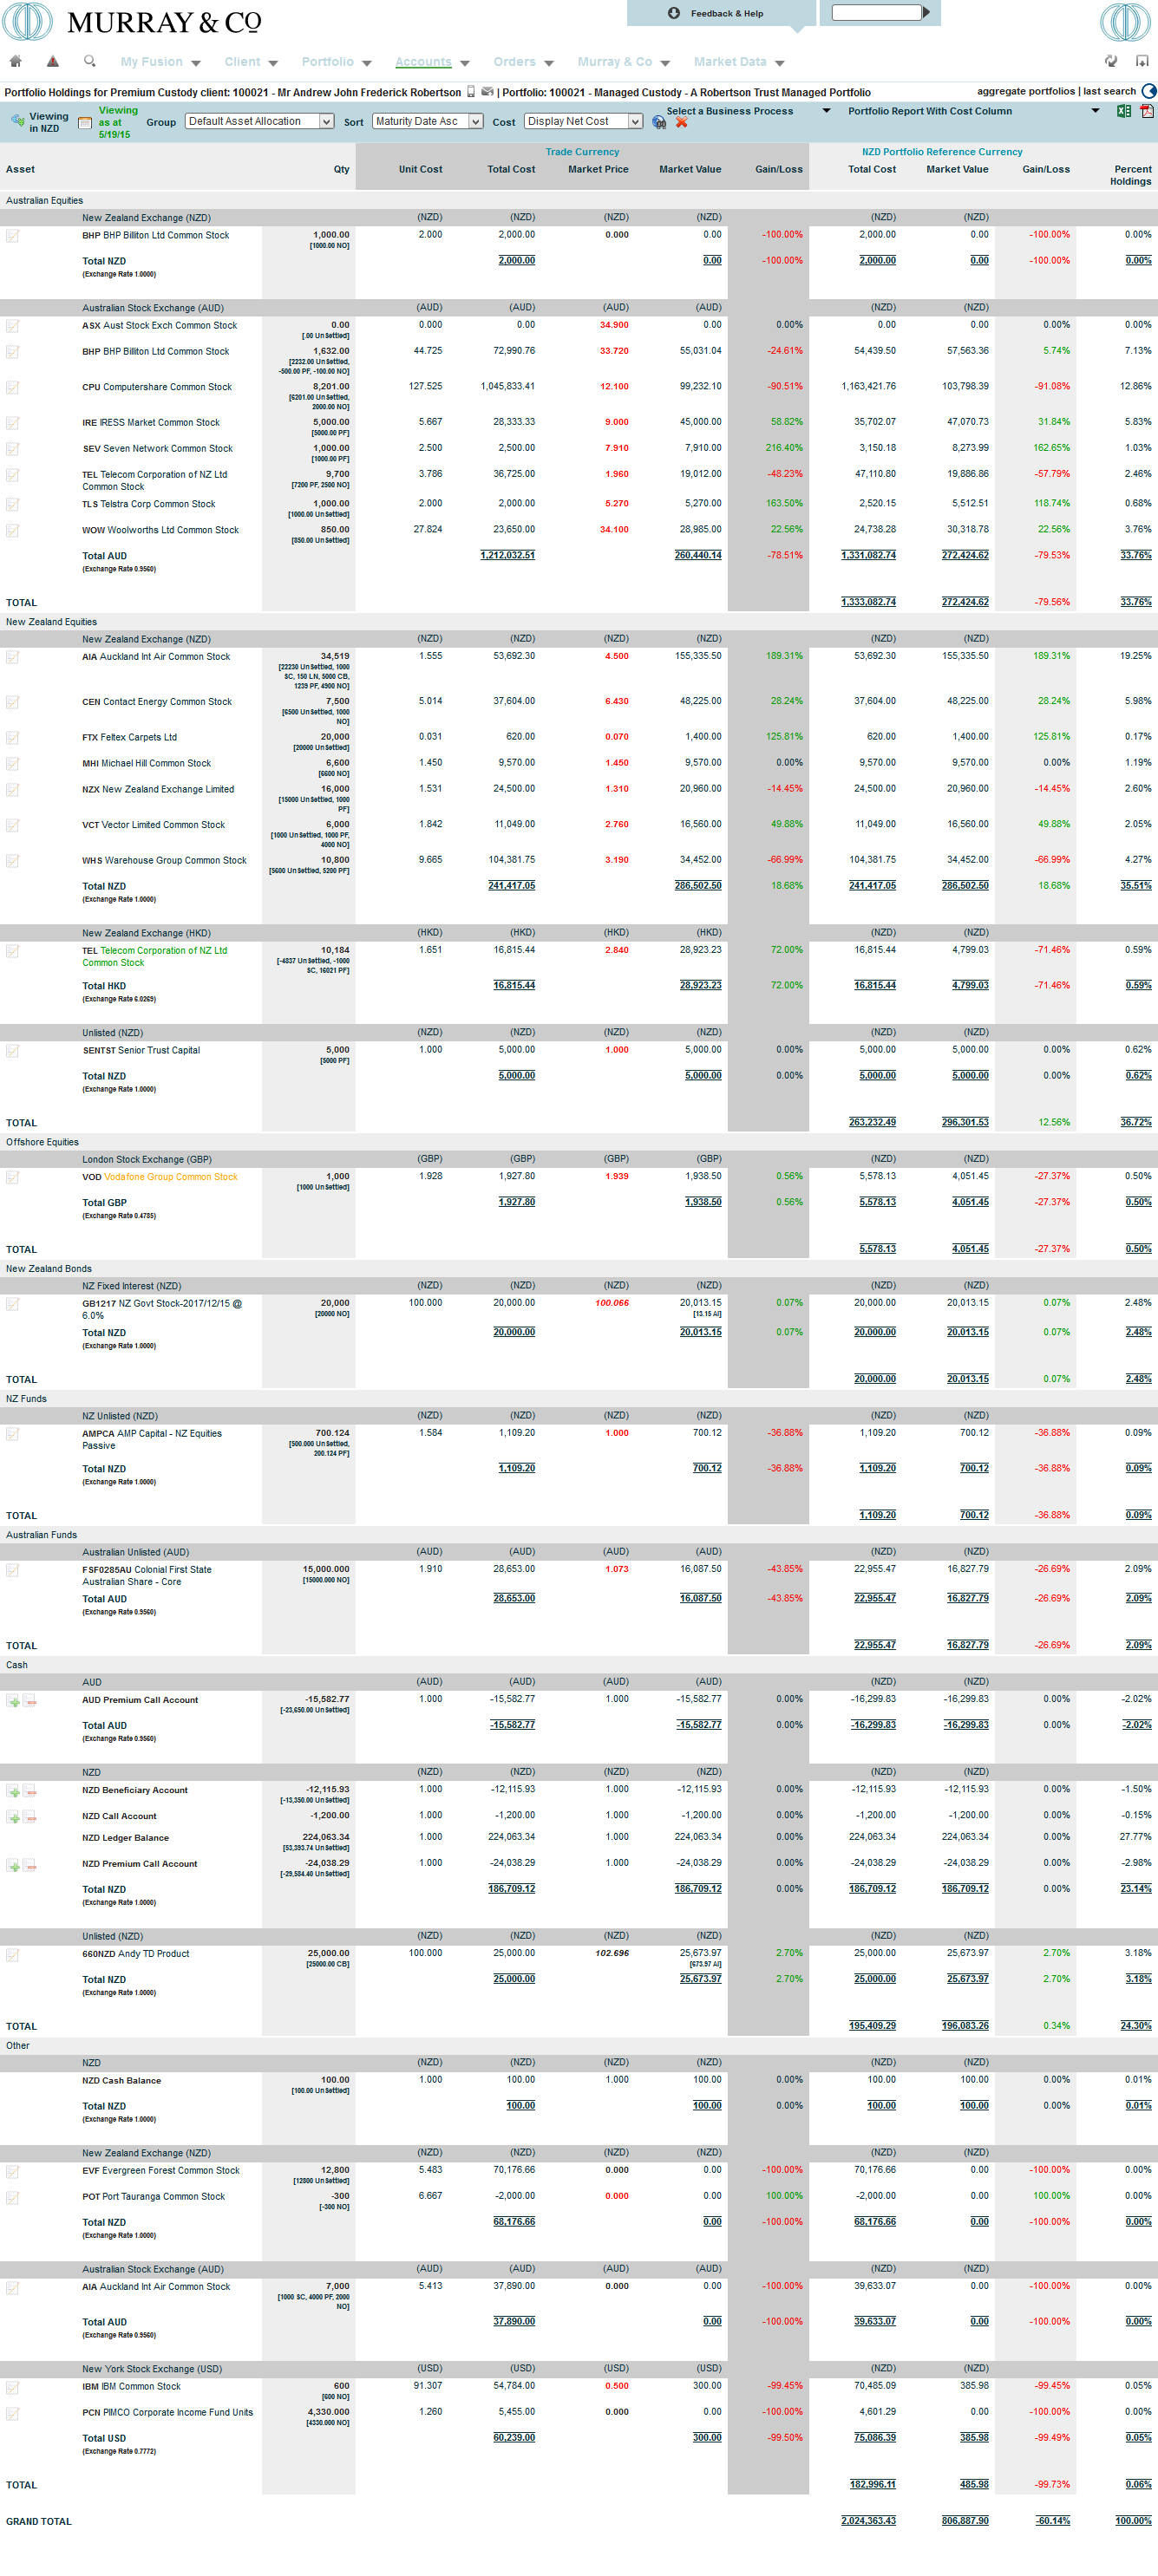 MURRAY & CO
Feedback & Help
My Fusion Client Portfolio Accounts Orders Murray & Co Market Data
Portfolio Holdings for Premium Custody client: 100021 - Mr Andrew John Frederick Robertson | Portfolio: 100021 - Managed Custody - A Robertson Trust Managed Portfolio aggregate portfolios | last search
Viewing in NZD Viewing as at 5/19/15 Group Default Asset Allocation Sort Maturity Date Asc Cost Display Net Cost Select a Business Process Portfolio Report With Cost Column
Trade Currency NZD Portfolio Reference Currency
Asset Qty Unit Cost Total Cost Market Price Market Value Gain/Loss Total Cost Market Value Gain/Loss Percent Holdings
Australian Equities
New Zealand Exchange (NZD) (NZD) (NZD) (NZD) (NZD) (NZD) (NZD)
BHP BHP Billiton Ltd Common Stock 1,000.00 2.000 2,000.00 0.000 0.00 -100.00% 2,000.00 0.00 -100.00% 0.00%
[1000.00 NO]
Total NZD 2,000.00 0.00 -100.00% 2,000.00 0.00 -100.00% 0.00%
(Exchange Rate 1.0000)
Australian Stock Exchange (AUD) (AUD) (AUD) (AUD) (AUD) (NZD) (NZD)
ASX Aust Stock Exch Common Stock 0.00 0.000 0.00 34.900 0.00 0.00% 0.00 0.00 0.00% 0.00%
[.00 UnSettled]
BHP BHP Billiton Ltd Common Stock 1,632.00 44.725 72,990.76 33.720 55,031.04 -24.61% 54,439.50 57,563.36 5.74% 7.13%
[2232.00 UnSettled,
-500.00 PF, -100.00 NO]
CPU Computershare Common Stock 8,201.00 127.525 1,045,833.41 12.100 99,232.10 -90.51% 1,163,421.76 103,798.39 -91.08% 12.86%
[6201.00 UnSettled,
2000.00 NO]
IRE IRESS Market Common Stock 5,000.00 5.667 28,333.33 9.000 45,000.00 58.82% 35,702.07 47,070.73 31.84% 5.83%
[5000.00 PF]
SEV Seven Network Common Stock 1,000.00 2.500 2,500.00 7.910 7,910.00 216.40% 3,150.18 8,273.99 162.65% 1.03%
[1000.00 PF]
TEL Telecom Corporation of NZ Ltd 9,700 3.786 36,725.00 1.960 19,012.00 -48.23% 47,110.80 19,886.86 -57.79% 2.46%
Common Stock [7200 PF, 2500 NO]
TLS Telstra Corp Common Stock 1,000.00 2.000 2,000.00 5.270 5,270.00 163.50% 2,520.15 5,512.51 118.74% 0.68%
[1000.00 UnSettled]
WOW Woolworths Ltd Common Stock 850.00 27.824 23,650.00 34.100 28,985.00 22.56% 24,738.28 30,318.78 22.56% 3.76%
[850.00 UnSettled]
Total AUD 1,212,032.51 260,440.14 -78.51% 1,331,082.74 272,424.62 -79.53% 33.76%
(Exchange Rate 0.9560)
TOTAL 1,333,082.74 272,424.62 -79.56% 33.76%
New Zealand Equities
New Zealand Exchange (NZD) (NZD) (NZD) (NZD) (NZD) (NZD) (NZD)
AIA Auckland Int Air Common Stock 34,519 1.555 53,692.30 4.500 155,335.50 189.31% 53,692.30 155,335.50 189.31% 19.25%
[22230 UnSettled, 1000
SC, 150 LN, 5000 CB,
1239 PF, 4900 NO]
CEN Contact Energy Common Stock 7,500 5.014 37,604.00 6.430 48,225.00 28.24% 37,604.00 48,225.00 28.24% 5.98%
[6500 UnSettled, 1000
NO]
FTX Feltex Carpets Ltd 20,000 0.031 620.00 0.070 1,400.00 125.81% 620.00 1,400.00 125.81% 0.17%
[20000 UnSettled]
MHI Michael Hill Common Stock 6,600 1.450 9,570.00 1.450 9,570.00 0.00% 9,570.00 9,570.00 0.00% 1.19%
[6600 NO]
NZX New Zealand Exchange Limited 16,000 1.531 24,500.00 1.310 20,960.00 -14.45% 24,500.00 20,960.00 -14.45% 2.60%
[15000 UnSettled, 1000
PF]
VCT Vector Limited Common Stock 6,000 1.842 11,049.00 2.760 16,560.00 49.88% 11,049.00 16,560.00 49.88% 2.05%
[1000 UnSettled, 1000 PF,
4000 NO]
WHS Warehouse Group Common Stock 10,800 9.665 104,381.75 3.190 34,452.00 -66.99% 104,381.75 34,452.00 -66.99% 4.27%
[5600 UnSettled, 5200 PF]
Total NZD 241,417.05 286,502.50 18.68% 241,417.05 286,502.50 18.68% 35.51%
(Exchange Rate 1.0000)
New Zealand Exchange (HKD) (HKD) (HKD) (HKD) (HKD) (NZD) (NZD)
TEL Telecom Corporation of NZ Ltd 10,184 1.651 16,815.44 2.840 28,923.23 72.00% 16,815.44 4,799.03 -71.46% 0.59%
Common Stock [-4837 UnSettled, -1000
SC, 16021 PF]
Total HKD 16,815.44 28,923.23 72.00% 16,815.44 4,799.03 -71.46% 0.59%
(Exchange Rate 6.0269)
Unlisted (NZD) (NZD) (NZD) (NZD) (NZD) (NZD) (NZD)
SENTST Senior Trust Capital 5,000 1.000 5,000.00 1.000 5,000.00 0.00% 5,000.00 5,000.00 0.00% 0.62%
[5000 PF]
Total NZD 5,000.00 5,000.00 0.00% 5,000.00 5,000.00 0.00% 0.62%
(Exchange Rate 1.0000)
TOTAL 263,232.49 296,301.53 12.56% 36.72%
Offshore Equities
London Stock Exchange (GBP) (GBP) (GBP) (GBP) (GBP) (NZD) (NZD)
VOD Vodafone Group Common Stock 1,000 1.928 1,927.80 1.939 1,938.50 0.56% 5,578.13 4,051.45 -27.37% 0.50%
[1000 UnSettled]
Total GBP 1,927.80 1,938.50 0.56% 5,578.13 4,051.45 -27.37% 0.50%
(Exchange Rate 0.4785)
TOTAL 5,578.13 4,051.45 -27.37% 0.50%
New Zealand Bonds
NZ Fixed Interest (NZD) (NZD) (NZD) (NZD) (NZD) (NZD) (NZD)
GB1217 NZ Govt Stock-2017/12/15 @ 20,000 100.000 20,000.00 100.066 20,013.15 0.07% 20,000.00 20,013.15 0.07% 2.48%
6.0% [20000 NO] [13.15 AI]
Total NZD 20,000.00 20,013.15 0.07% 20,000.00 20,013.15 0.07% 2.48%
(Exchange Rate 1.0000)
TOTAL 20,000.00 20,013.15 0.07% 2.48%
NZ Funds
NZ Unlisted (NZD) (NZD) (NZD) (NZD) (NZD) (NZD) (NZD)
AMPCA AMP Capital - NZ Equities 700.124 1.584 1,109.20 1.000 700.12 -36.88% 1,109.20 700.12 -36.88% 0.09%
Passive [500.000 UnSettled,
200.124 PF]
Total NZD 1,109.20 700.12 -36.88% 1,109.20 700.12 -36.88% 0.09%
(Exchange Rate 1.0000)
TOTAL 1,109.20 700.12 -36.88% 0.09%
Australian Funds
Australian Unlisted (AUD) (AUD) (AUD) (AUD) (AUD) (NZD) (NZD)
FSF0285AU Colonial First State 15,000.000 1.910 28,653.00 1.073 16,087.50 -43.85% 22,955.47 16,827.79 -26.69% 2.09%
Australian Share - Core [15000.000 NO]
Total AUD 28,653.00 16,087.50 -43.85% 22,955.47 16,827.79 -26.69% 2.09%
(Exchange Rate 0.9560)
TOTAL 22,955.47 16,827.79 -26.69% 2.09%
Cash
AUD (AUD) (AUD) (AUD) (AUD) (NZD) (NZD)
AUD Premium Call Account -15,582.77 1.000 -15,582.77 1.000 -15,582.77 0.00% -16,299.83 -16,299.83 0.00% -2.02%
[-23,650.00 UnSettled]
Total AUD -15,582.77 -15,582.77 0.00% -16,299.83 -16,299.83 0.00% -2.02%
(Exchange Rate 0.9560)
NZD (NZD) (NZD) (NZD) (NZD) (NZD) (NZD)
NZD Beneficiary Account -12,115.93 1.000 -12,115.93 1.000 -12,115.93 0.00% -12,115.93 -12,115.93 0.00% -1.50%
[-13,350.00 UnSettled]
NZD Call Account -1,200.00 1.000 -1,200.00 1.000 -1,200.00 0.00% -1,200.00 -1,200.00 0.00% -0.15%
NZD Ledger Balance 224,063.34 1.000 224,063.34 1.000 224,063.34 0.00% 224,063.34 224,063.34 0.00% 27.77%
[53,393.74 UnSettled]
NZD Premium Call Account -24,038.29 1.000 -24,038.29 1.000 -24,038.29 0.00% -24,038.29 -24,038.29 0.00% -2.98%
[-29,584.40 UnSettled]
Total NZD 186,709.12 186,709.12 0.00% 186,709.12 186,709.12 0.00% 23.14%
(Exchange Rate 1.0000)
Unlisted (NZD) (NZD) (NZD) (NZD) (NZD) (NZD) (NZD)
660NZD Andy TD Product 25,000.00 100.000 25,000.00 102.696 25,673.97 2.70% 25,000.00 25,673.97 2.70% 3.18%
[25000.00 CB] [673.97 AI]
Total NZD 25,000.00 25,673.97 2.70% 25,000.00 25,673.97 2.70% 3.18%
(Exchange Rate 1.0000)
TOTAL 195,409.29 196,083.26 0.34% 24.30%
Other
NZD (NZD) (NZD) (NZD) (NZD) (NZD) (NZD)
NZD Cash Balance 100.00 1.000 100.00 1.000 100.00 0.00% 100.00 100.00 0.00% 0.01%
[100.00 UnSettled]
Total NZD 100.00 100.00 0.00% 100.00 100.00 0.00% 0.01%
(Exchange Rate 1.0000)
New Zealand Exchange (NZD) (NZD) (NZD) (NZD) (NZD) (NZD) (NZD)
EVF Evergreen Forest Common Stock 12,800 5.483 70,176.66 0.000 0.00 -100.00% 70,176.66 0.00 -100.00% 0.00%
[12800 UnSettled]
POT Port Tauranga Common Stock -300 6.667 -2,000.00 0.000 0.00 100.00% -2,000.00 0.00 100.00% 0.00%
[-300 NO]
Total NZD 68,176.66 0.00 -100.00% 68,176.66 0.00 -100.00% 0.00%
(Exchange Rate 1.0000)
Australian Stock Exchange (AUD) (AUD) (AUD) (AUD) (AUD) (NZD) (NZD)
AIA Auckland Int Air Common Stock 7,000 5.413 37,890.00 0.000 0.00 -100.00% 39,633.07 0.00 -100.00% 0.00%
[1000 SC, 4000 PF, 2000
NO]
Total AUD 37,890.00 0.00 -100.00% 39,633.07 0.00 -100.00% 0.00%
(Exchange Rate 0.9560)
New York Stock Exchange (USD) (USD) (USD) (USD) (USD) (NZD) (NZD)
IBM IBM Common Stock 600 91.307 54,784.00 0.500 300.00 -99.45% 70,485.09 385.98 -99.45% 0.05%
[600 NO]
PCN PIMCO Corporate Income Fund Units 4,330.000 1.260 5,455.00 0.000 0.00 -100.00% 4,601.29 0.00 -100.00% 0.00%
[4330.000 NO]
Total USD 60,239.00 300.00 -99.50% 75,086.39 385.98 -99.49% 0.05%
(Exchange Rate 0.7772)
TOTAL 182,996.11 485.98 -99.73% 0.06%
GRAND TOTAL 2,024,363.43 806,887.90 -60.14% 100.00%